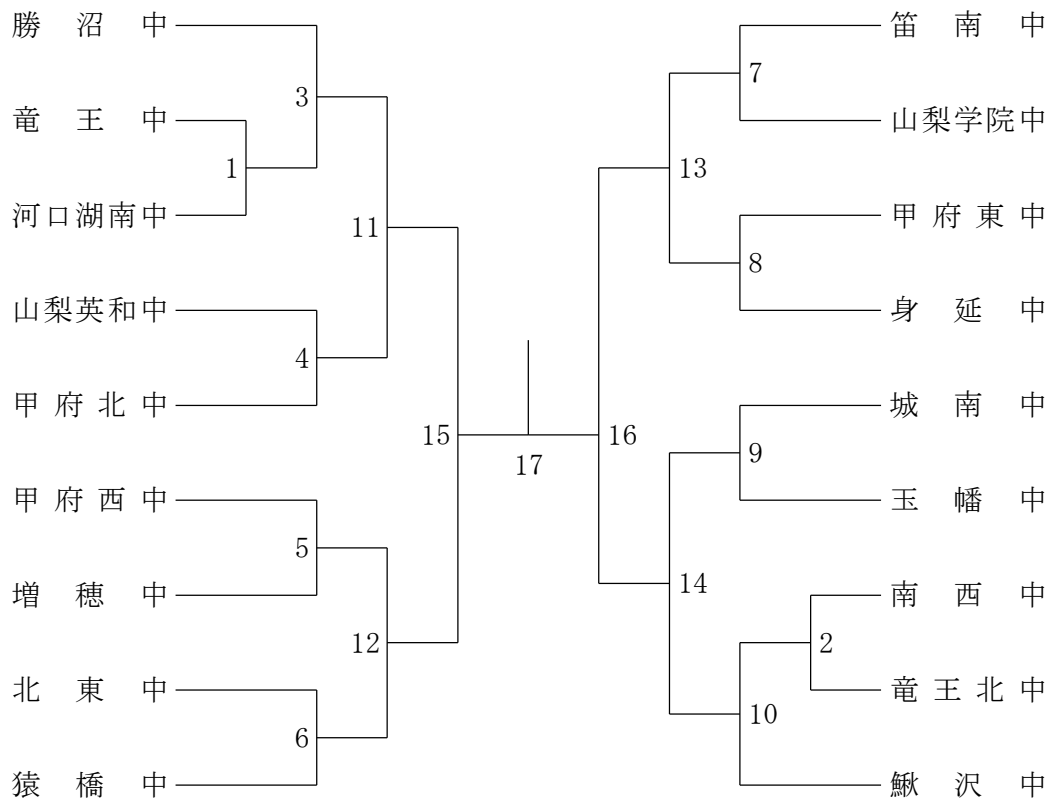 勝沼中
笛南中
7
3
竜王中
山梨学院中
1
13
河口湖南中
甲府東中
11
8
山梨英和中
身延中
4
甲府北中
城南中
15
16
9
17
甲府西中
玉幡中
5
14
増穂中
南西中
12
2
北東中
竜王北中
6
10
猿橋中
鰍沢中